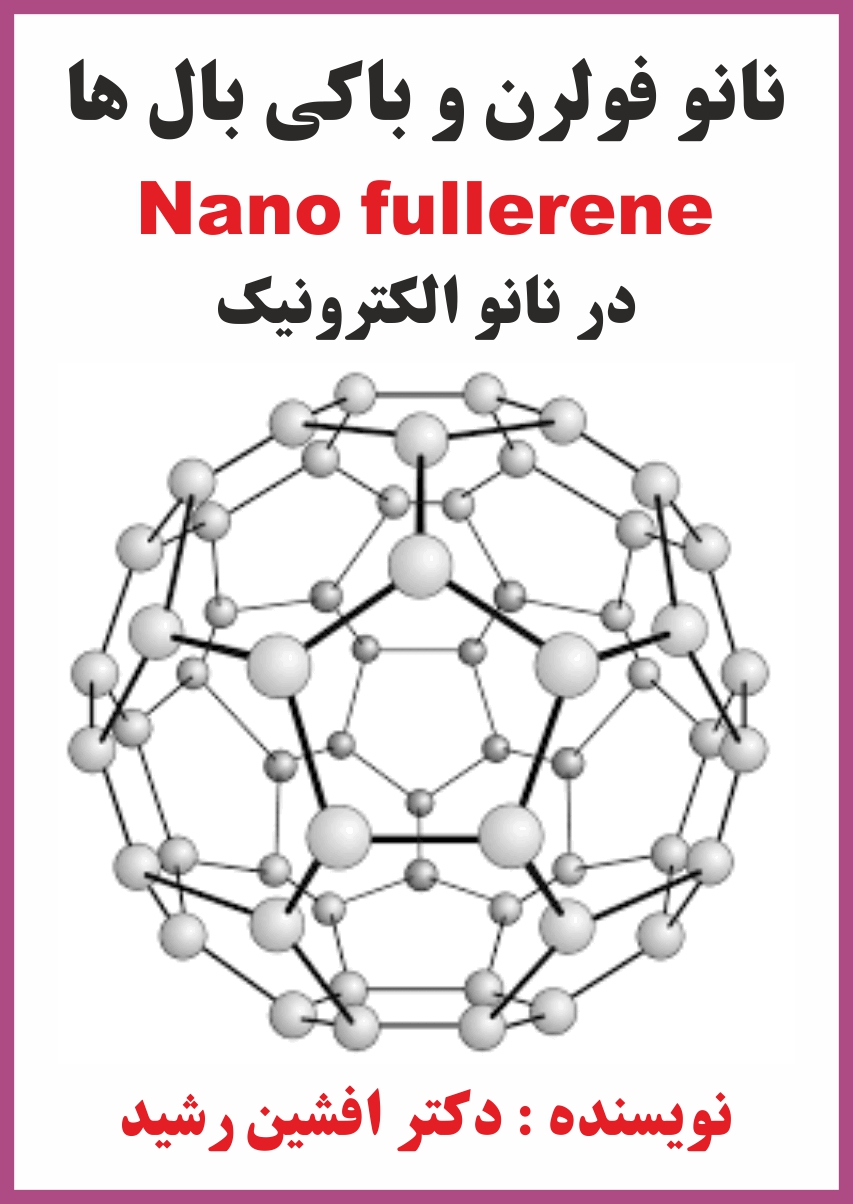 نانو فولرن و باکی بال ها
Nano fullerene
در نانو الکترونیک
نویسنده : دکتر افشین رشید